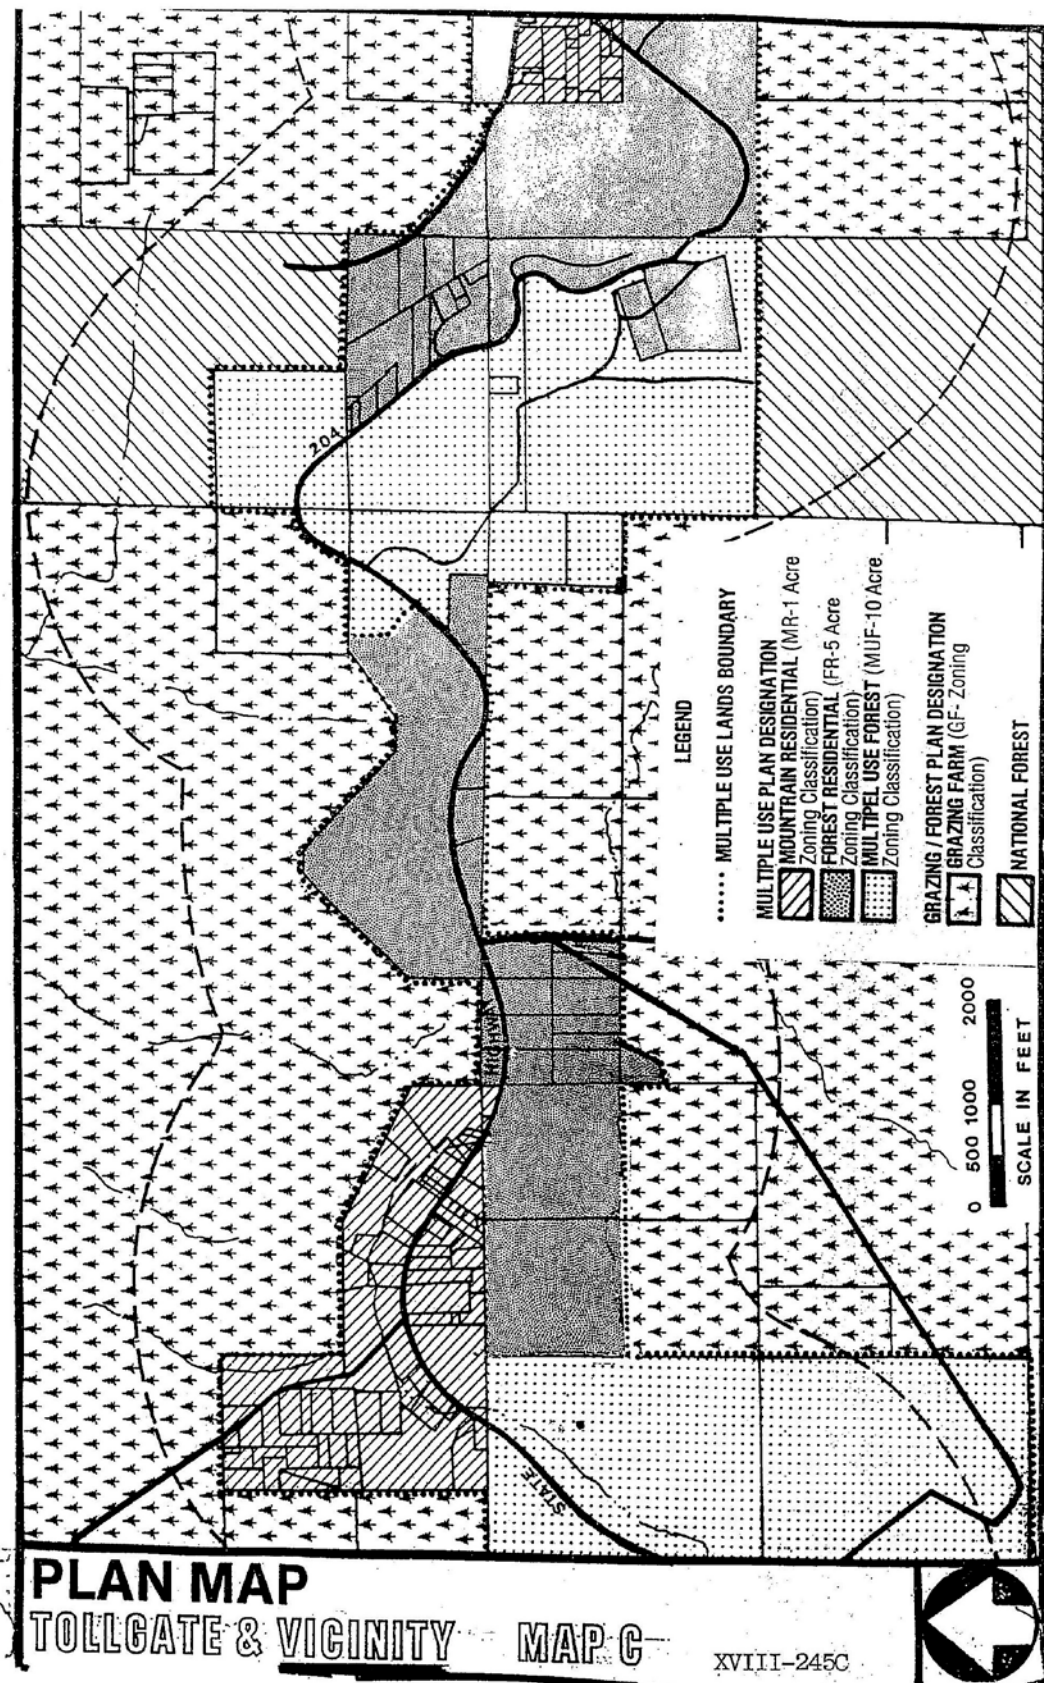 204
HIGHWAY
STATE
LEGEND
MULTIPLE USE LANDS BOUNDARY
MULTIPLE USE PLAN DESIGNATION
MOUNTRAIN RESIDENTIAL (MR-1 Acre
Zoning Classification)
FOREST RESIDENTIAL (FR-5 Acre
Zoning Classification)
MULTIPEL USE FOREST (MUF-10 Acre
Zoning Classification)
GRAZING / FOREST PLAN DESIGNATION
GRAZING FARM (GF- Zoning
Classification)
NATIONAL FOREST
0 500 1000 2000
SCALE IN FEET
PLAN MAP
TOLLGATE & VICINITY MAP C
XVIII-245C